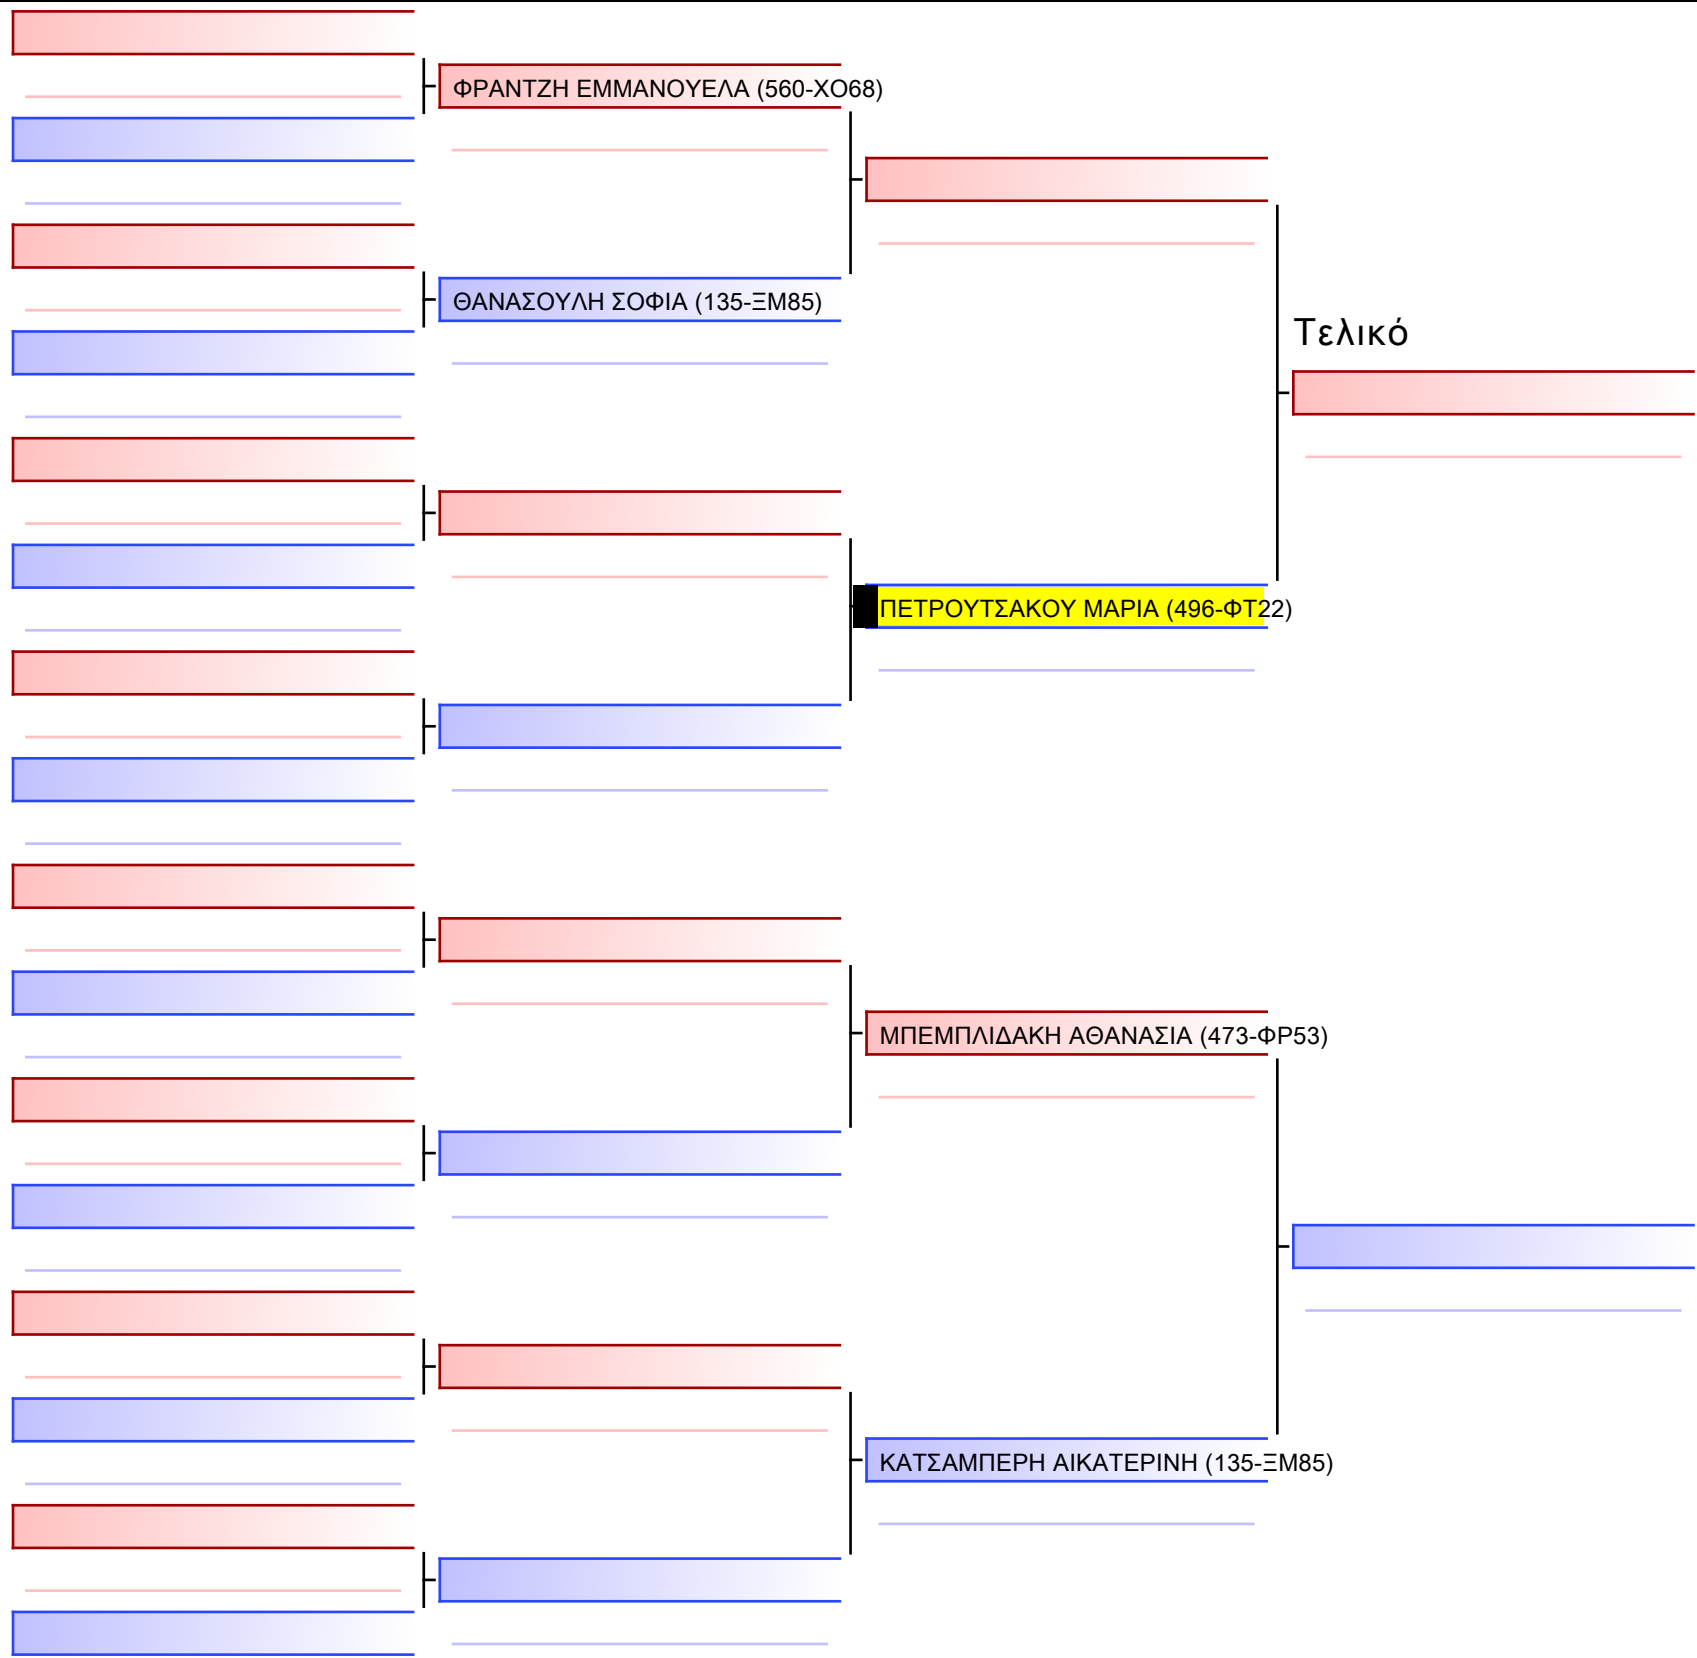 ΦΡΑΝΤΖΗ ΕΜΜΑΝΟΥΕΛΑ (560-ΧΟ68)
ΘΑΝΑΣΟΥΛΗ ΣΟΦΙΑ (135-ΞΜ85)
Τελικό
ΠΕΤΡΟΥΤΣΑΚΟΥ ΜΑΡΙΑ (496-ΦΤ22)
ΜΠΕΜΠΛΙΔΑΚΗ ΑΘΑΝΑΣΙΑ (473-ΦΡ53)
ΚΑΤΣΑΜΠΕΡΗ ΑΙΚΑΤΕΡΙΝΗ (135-ΞΜ85)